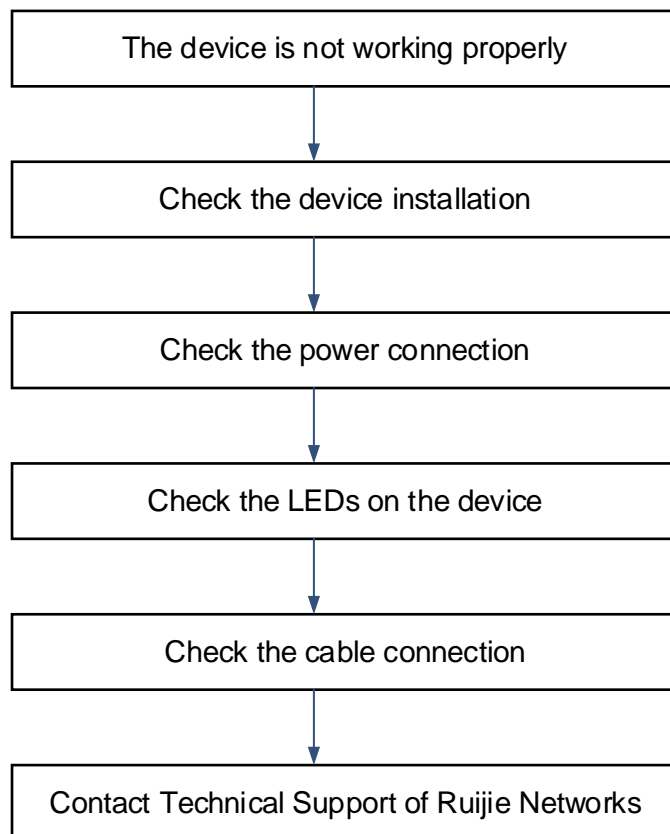 The device is not working properly
Check the device installation
Check the power connection
Check the LEDs on the device
Check the cable connection
Contact Technical Support of Ruijie Networks